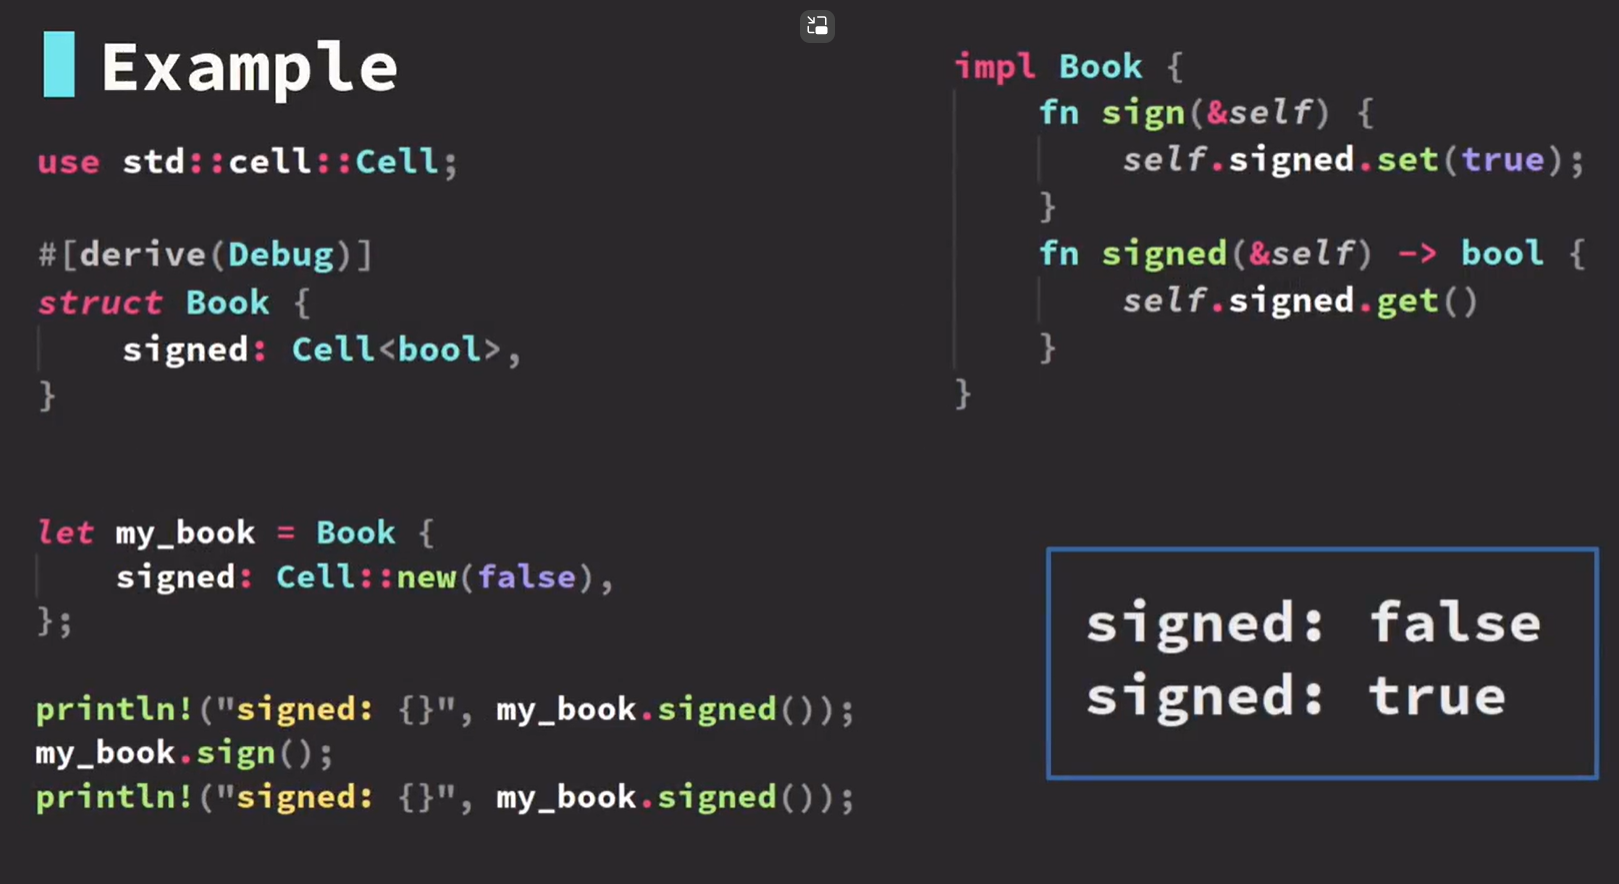 Example
use std::cell::Cell;
#[derive(Debug)]
struct Book {
    signed: Cell<bool>,
}
let my_book = Book {
    signed: Cell::new(false),
};
println!("signed: {}", my_book.signed());
my_book.sign();
println!("signed: {}", my_book.signed());
impl Book {
    fn sign(&self) {
        self.signed.set(true);
    }
    fn signed(&self) -> bool {
        self.signed.get()
    }
}
signed: false
signed: true